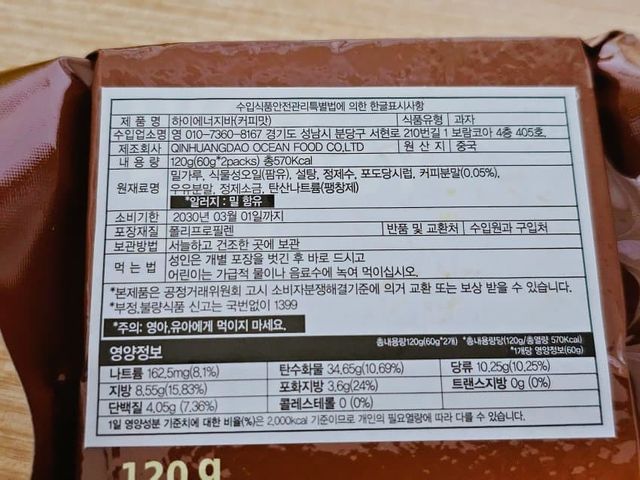 수입식품안전관리특별법에 의한 한글표시사항
제 품 명 하이에너지바(커피맛) 식품유형 과자
수입업소명 영 010-7360-8167 경기도 성남시 분당구 서현로 210번길 1 보람코아 4층 405호.
제조회사 QINHUANGDAO OCEAN FOOD CO,LTD 원 산 지 중국
내 용 량 120g(60g*2packs) 총570Kcal
원재료명 밀가루, 식물성오일(팜유), 설탕, 정제수, 포도당시럽, 커피분말(0.05%),
우유분말, 정제소금, 탄산나트륨(팽창제)
*알러지 : 밀 함유
소비기한 2030년 03월 01일까지
포장재질 폴리프로필렌 반품 및 교환처 수입원과 구입처
보관방법 서늘하고 건조한 곳에 보관
먹 는 법 성인은 개별 포장을 벗긴 후 바로 드시고
어린이는 가급적 물이나 음료수에 녹여 먹이십시오.
*본제품은 공정거래위원회 고시 소비자분쟁해결기준에 의거 교환 또는 보상 받을 수 있습니다.
*부정,불량식품 신고는 국번없이 1399
*주의: 영아,유아에게 먹이지 마세요.
영양정보 총내용량120g(60g*2개) *총내용량당(120g/총열량 570Kcal)
*1개당 영양정보(60g)
나트륨 162.5mg(8.1%) 탄수화물 34.65g(10.69%) 당류 10.25g(10.25%)
지방 8.55g(15.83%) 포화지방 3.6g(24%) 트랜스지방 0g (0%)
단백질 4.05g (7.36%) 콜레스테롤 0 (0%)
1일 영양성분 기준치에 대한 비율(%)은 2,000kcal 기준이므로 개인의 필요열량에 따라 다를 수 있습니다.
120 g